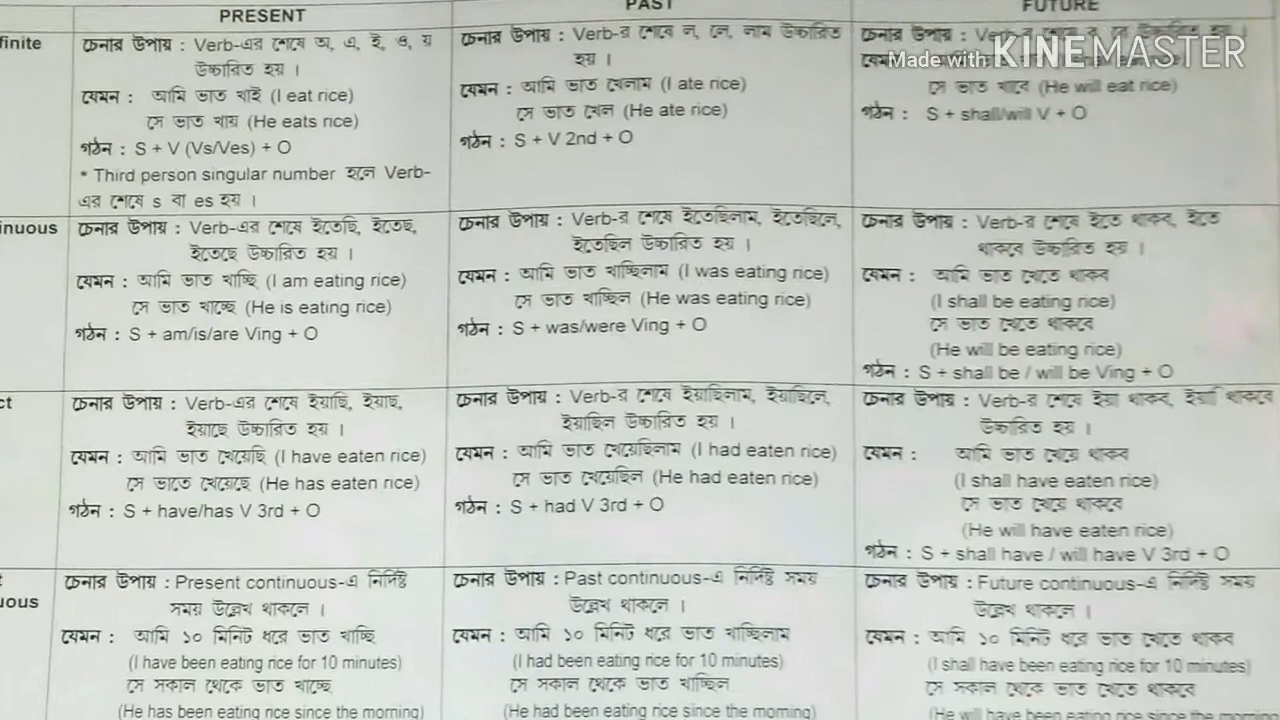 PRESENT
PAST
FUTURE
Made with KINEMASTER
finite
চেনার উপায় : Verb-এর শেষে অ, এ, ই, ও, য়
উচ্চারিত হয় ।
যেমন : আমি ভাত খাই (I eat rice)
সে ভাত খায় (He eats rice)
গঠন : S + V (Vs/Ves) + O
* Third person singular number হলে Verb-
এর শেষে s বা es হয় ।
চেনার উপায় : Verb-র শেষে ল, লে, লাম উচ্চারিত
হয় ।
যেমন : আমি ভাত খেলাম (I ate rice)
সে ভাত খেল (He ate rice)
গঠন : S + V 2nd + O
চেনার উপায় :
সে ভাত খাবে (He will eat rice)
গঠন : S + shall/will V + O
inuous
চেনার উপায় : Verb-এর শেষে ইতেছি, ইতেছ,
ইতেছে উচ্চারিত হয় ।
যেমন : আমি ভাত খাচ্ছি (I am eating rice)
সে ভাত খাচ্ছে (He is eating rice)
গঠন : S + am/is/are Ving + O
চেনার উপায় : Verb-র শেষে ইতেছিলাম, ইতেছিলে,
ইতেছিল উচ্চারিত হয় ।
যেমন : আমি ভাত খাচ্ছিলাম (I was eating rice)
সে ভাত খাচ্ছিল (He was eating rice)
গঠন : S + was/were Ving + O
চেনার উপায় : Verb-র শেষে ইতে থাকব, ইতে
থাকবে উচ্চারিত হয় ।
যেমন : আমি ভাত খেতে থাকব
(I shall be eating rice)
সে ভাত খেতে থাকবে
(He will be eating rice)
গঠন : S + shall be / will be Ving + O
ct
চেনার উপায় : Verb-এর শেষে ইয়াছি, ইয়াছ,
ইয়াছে উচ্চারিত হয় ।
যেমন : আমি ভাত খেয়েছি (I have eaten rice)
সে ভাতে খেয়েছে (He has eaten rice)
গঠন : S + have/has V 3rd + O
চেনার উপায় : Verb-র শেষে ইয়াছিলাম, ইয়াছিলে,
ইয়াছিল উচ্চারিত হয় ।
যেমন : আমি ভাত খেয়েছিলাম (I had eaten rice)
সে ভাত খেয়েছিল (He had eaten rice)
গঠন : S + had V 3rd + O
চেনার উপায় : Verb-র শেষে ইয়া থাকব, ইয়া থাকবে
উচ্চারিত হয় ।
যেমন : আমি ভাত খেয়ে থাকব
(I shall have eaten rice)
সে ভাত খেয়ে থাকবে
(He will have eaten rice)
গঠন : S + shall have / will have V 3rd + O
t
uous
চেনার উপায় : Present continuous-এ নির্দিষ্ট
সময় উল্লেখ থাকলে ।
যেমন : আমি ১০ মিনিট ধরে ভাত খাচ্ছি
(I have been eating rice for 10 minutes)
সে সকাল থেকে ভাত খাচ্ছে
(He has been eating rice since the morning)
চেনার উপায় : Past continuous-এ নির্দিষ্ট সময়
উল্লেখ থাকলে ।
যেমন : আমি ১০ মিনিট ধরে ভাত খাচ্ছিলাম
(I had been eating rice for 10 minutes)
সে সকাল থেকে ভাত খাচ্ছিল
(He had been eating rice since the morning)
চেনার উপায় : Future continuous-এ নির্দিষ্ট সময়
উল্লেখ থাকলে ।
যেমন : আমি ১০ মিনিট ধরে ভাত খেতে থাকব
(I shall have been eating rice for 10 minutes)
সে সকাল থেকে ভাত খেতে থাকবে
(He will have been eating rice since the morning)